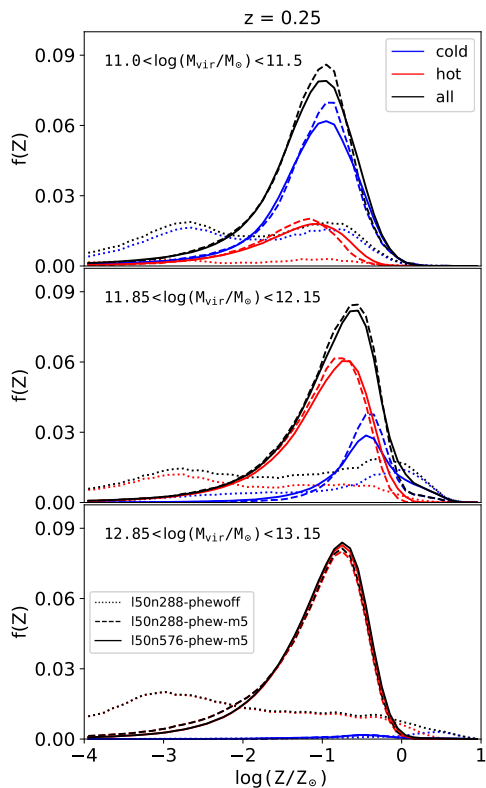 z = 0.25
0.09
0.06
0.03
0.00
f(Z)
11.0<log(Mvir/M⊙)<11.5
cold
hot
all
0.09
0.06
0.03
0.00
f(Z)
11.85<log(Mvir/M⊙)<12.15
0.09
0.06
0.03
0.00
f(Z)
12.85<log(Mvir/M⊙)<13.15
l50n288-phewoff
l50n288-phew-m5
l50n576-phew-m5
−4 −3 −2 −1 0 1
log(Z/Z⊙)